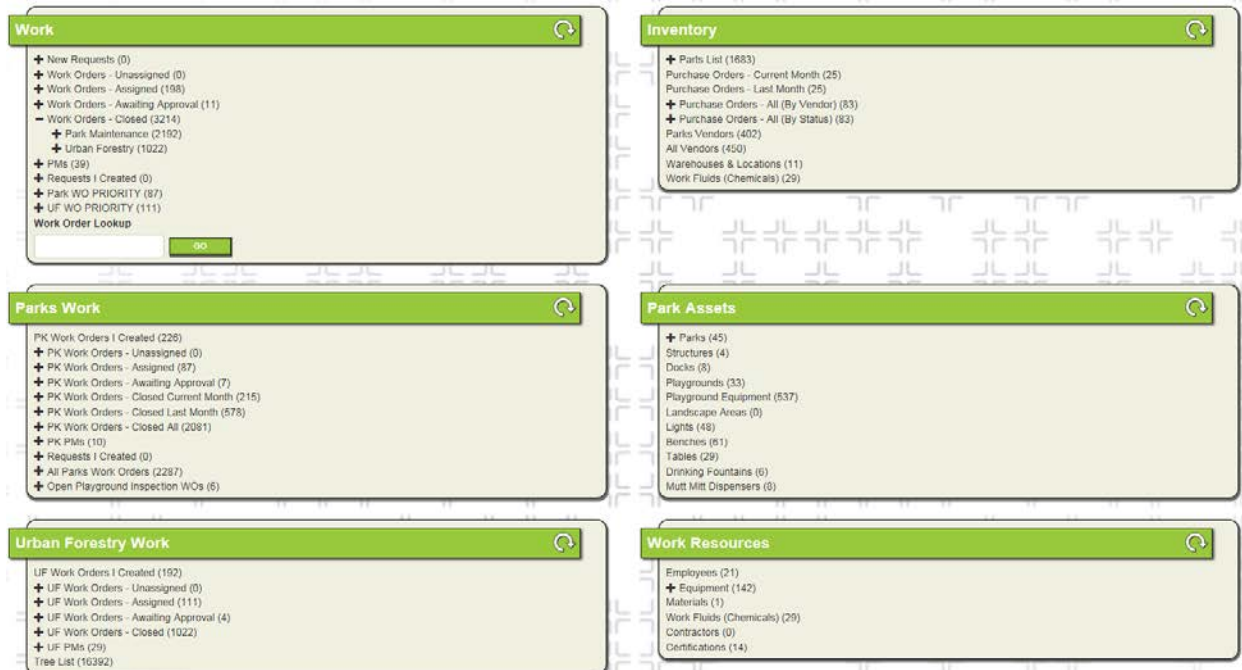 Work
+ New Requests (0)
+ Work Orders - Unassigned (0)
+ Work Orders - Assigned (198)
+ Work Orders - Awaiting Approval (11)
− Work Orders - Closed (3214)
+ Park Maintenance (2192)
+ Urban Forestry (1022)
+ PMs (39)
+ Requests I Created (0)
+ Park WO PRIORITY (87)
+ UF WO PRIORITY (111)
Work Order Lookup
GO
Inventory
+ Parts List (1683)
Purchase Orders - Current Month (25)
Purchase Orders - Last Month (25)
+ Purchase Orders - All (By Vendor) (83)
+ Purchase Orders - All (By Status) (83)
Parks Vendors (402)
All Vendors (450)
Warehouses & Locations (11)
Work Fluids (Chemicals) (29)
Parks Work
PK Work Orders I Created (226)
+ PK Work Orders - Unassigned (0)
+ PK Work Orders - Assigned (87)
+ PK Work Orders - Awaiting Approval (7)
+ PK Work Orders - Closed Current Month (215)
+ PK Work Orders - Closed Last Month (578)
+ PK Work Orders - Closed All (2081)
+ PK PMs (10)
+ Requests I Created (0)
+ All Parks Work Orders (2287)
+ Open Playground Inspection WOs (6)
Park Assets
+ Parks (45)
Structures (4)
Docks (8)
Playgrounds (33)
Playground Equipment (537)
Landscape Areas (0)
Lights (48)
Benches (61)
Tables (29)
Drinking Fountains (6)
Mutt Mitt Dispensers (8)
Urban Forestry Work
UF Work Orders I Created (192)
+ UF Work Orders - Unassigned (0)
+ UF Work Orders - Assigned (111)
+ UF Work Orders - Awaiting Approval (4)
+ UF Work Orders - Closed (1022)
+ UF PMs (29)
Tree List (16392)
Work Resources
Employees (21)
+ Equipment (142)
Materials (1)
Work Fluids (Chemicals) (29)
Contractors (0)
Certifications (14)